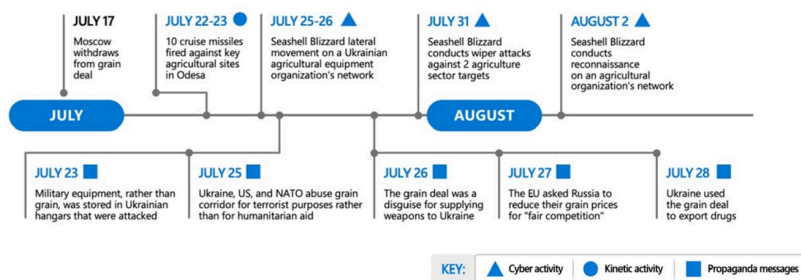 JULY 17
Moscow
withdraws
from grain
deal
JULY 22-23
10 cruise missiles
fired against key
agricultural sites
in Odesa
JULY 25-26
Seashell Blizzard lateral
movement on a Ukrainian
agricultural equipment
organization's network
JULY 31
Seashell Blizzard
conducts wiper attacks
against 2 agriculture
sector targets
AUGUST 2
Seashell Blizzard
conducts
reconnaissance
on an agricultural
organization's network
JULY
AUGUST
JULY 23
Military equipment, rather than
grain, was stored in Ukrainian
hangars that were attacked
JULY 25
Ukraine, US, and NATO abuse grain
corridor for terrorist purposes rather
than for humanitarian aid
JULY 26
The grain deal was a
disguise for supplying
weapons to Ukraine
JULY 27
The EU asked Russia to
reduce their grain prices
for "fair competition"
JULY 28
Ukraine used
the grain deal
to export drugs
KEY:
Cyber activity
Kinetic activity
Propaganda messages